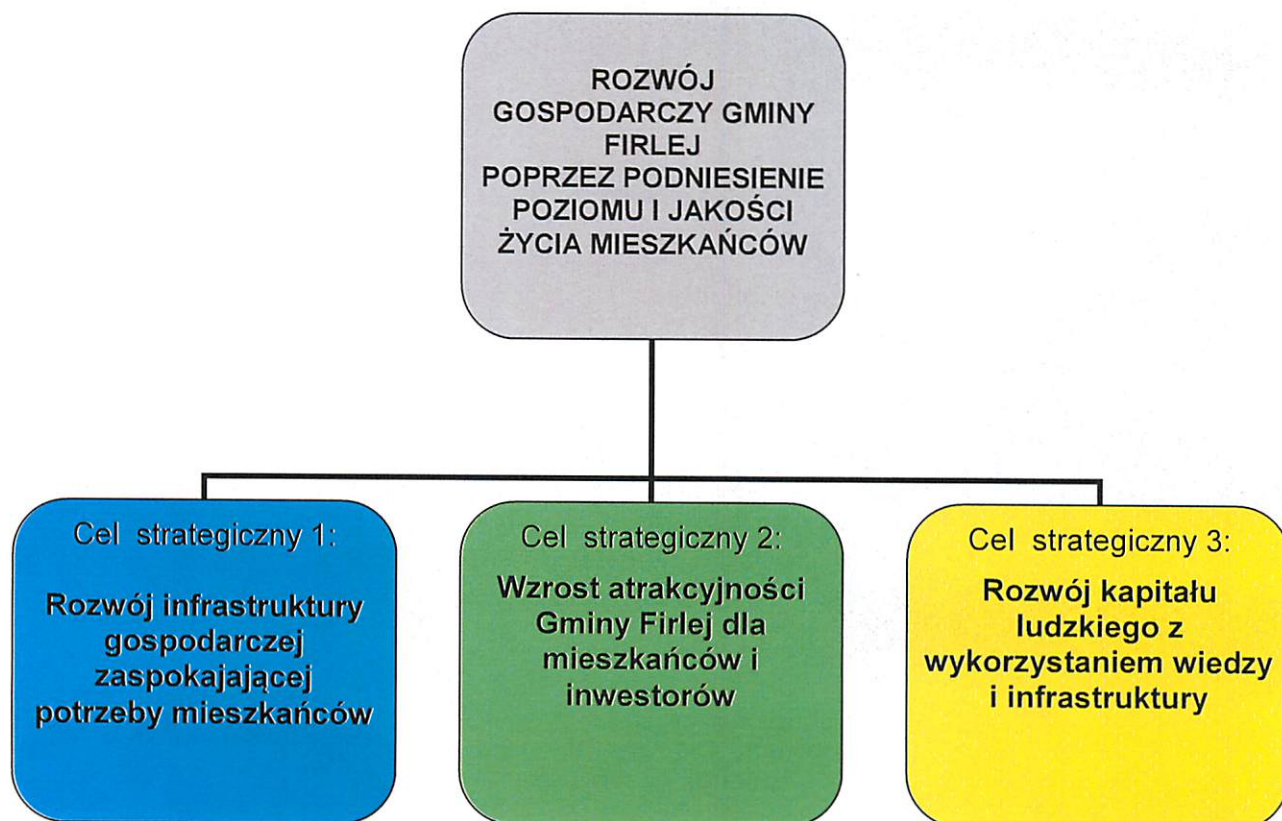 ROZWÓJ
GOSPODARCZY GMINY
FIRLEJ
POPRZEZ PODNIESIENIE
POZIOMU I JAKOŚCI
ŻYCIA MIESZKAŃCÓW
Cel strategiczny 1:
Rozwój infrastruktury
gospodarczej
zaspokajającej
potrzeby mieszkańców
Cel strategiczny 2:
Wzrost atrakcyjności
Gminy Firlej dla
mieszkańców i
inwestorów
Cel strategiczny 3:
Rozwój kapitału
ludzkiego z
wykorzystaniem wiedzy
i infrastruktury